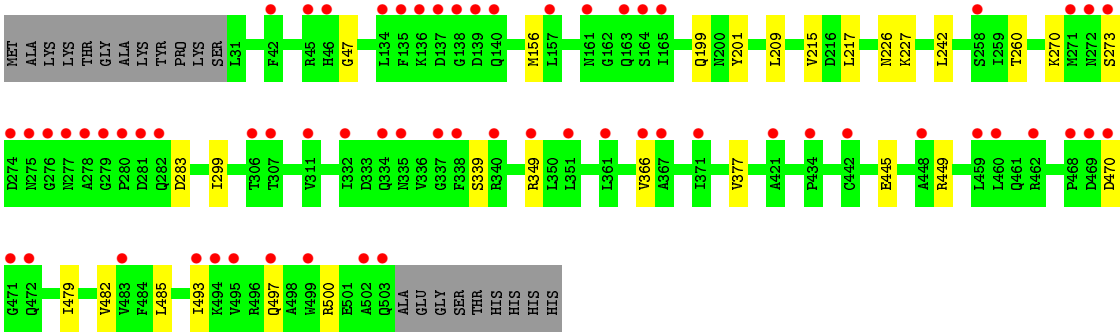 MET ALA LYS LYS THR GLY ALA LYS TYR PRO LYS SER L31 F42 R45 H46 G47 L134 F135 K136 D137 G138 D139 Q140 M156 L157 N161 G162 Q163 S164 I165 Q199 N200 Y201 L209 V215 D216 L217 N226 K227 L242 S258 I259 T260 K270 M271 N272 S273
D274 N275 G276 N277 A278 G279 P280 D281 Q282 D283 I299 T306 T307 V311 I332 D333 Q334 N335 V336 G337 F338 S339 R340 R349 L350 L351 L361 V366 A367 I371 V377 A421 P434 C442 E445 A448 R449 L459 L460 Q461 R462 P468 D469 D470
G471 Q472 I479 V482 V483 F484 L485 I493 K494 V495 R496 Q497 A498 W499 R500 E501 A502 Q503 ALA GLU GLY SER THR HIS HIS HIS HIS